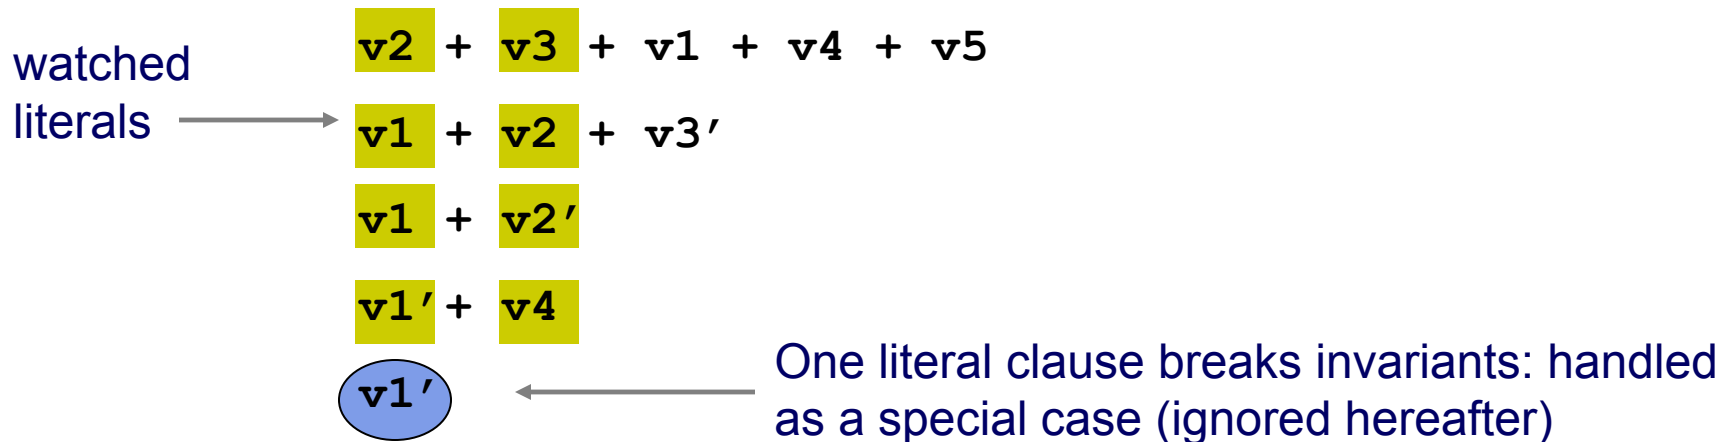 v2 + v3 + v1 + v4 + v5
watched
literals
v1 + v2 + v3′
v1 + v2′
v1′ + v4
v1′
One literal clause breaks invariants: handled
as a special case (ignored hereafter)